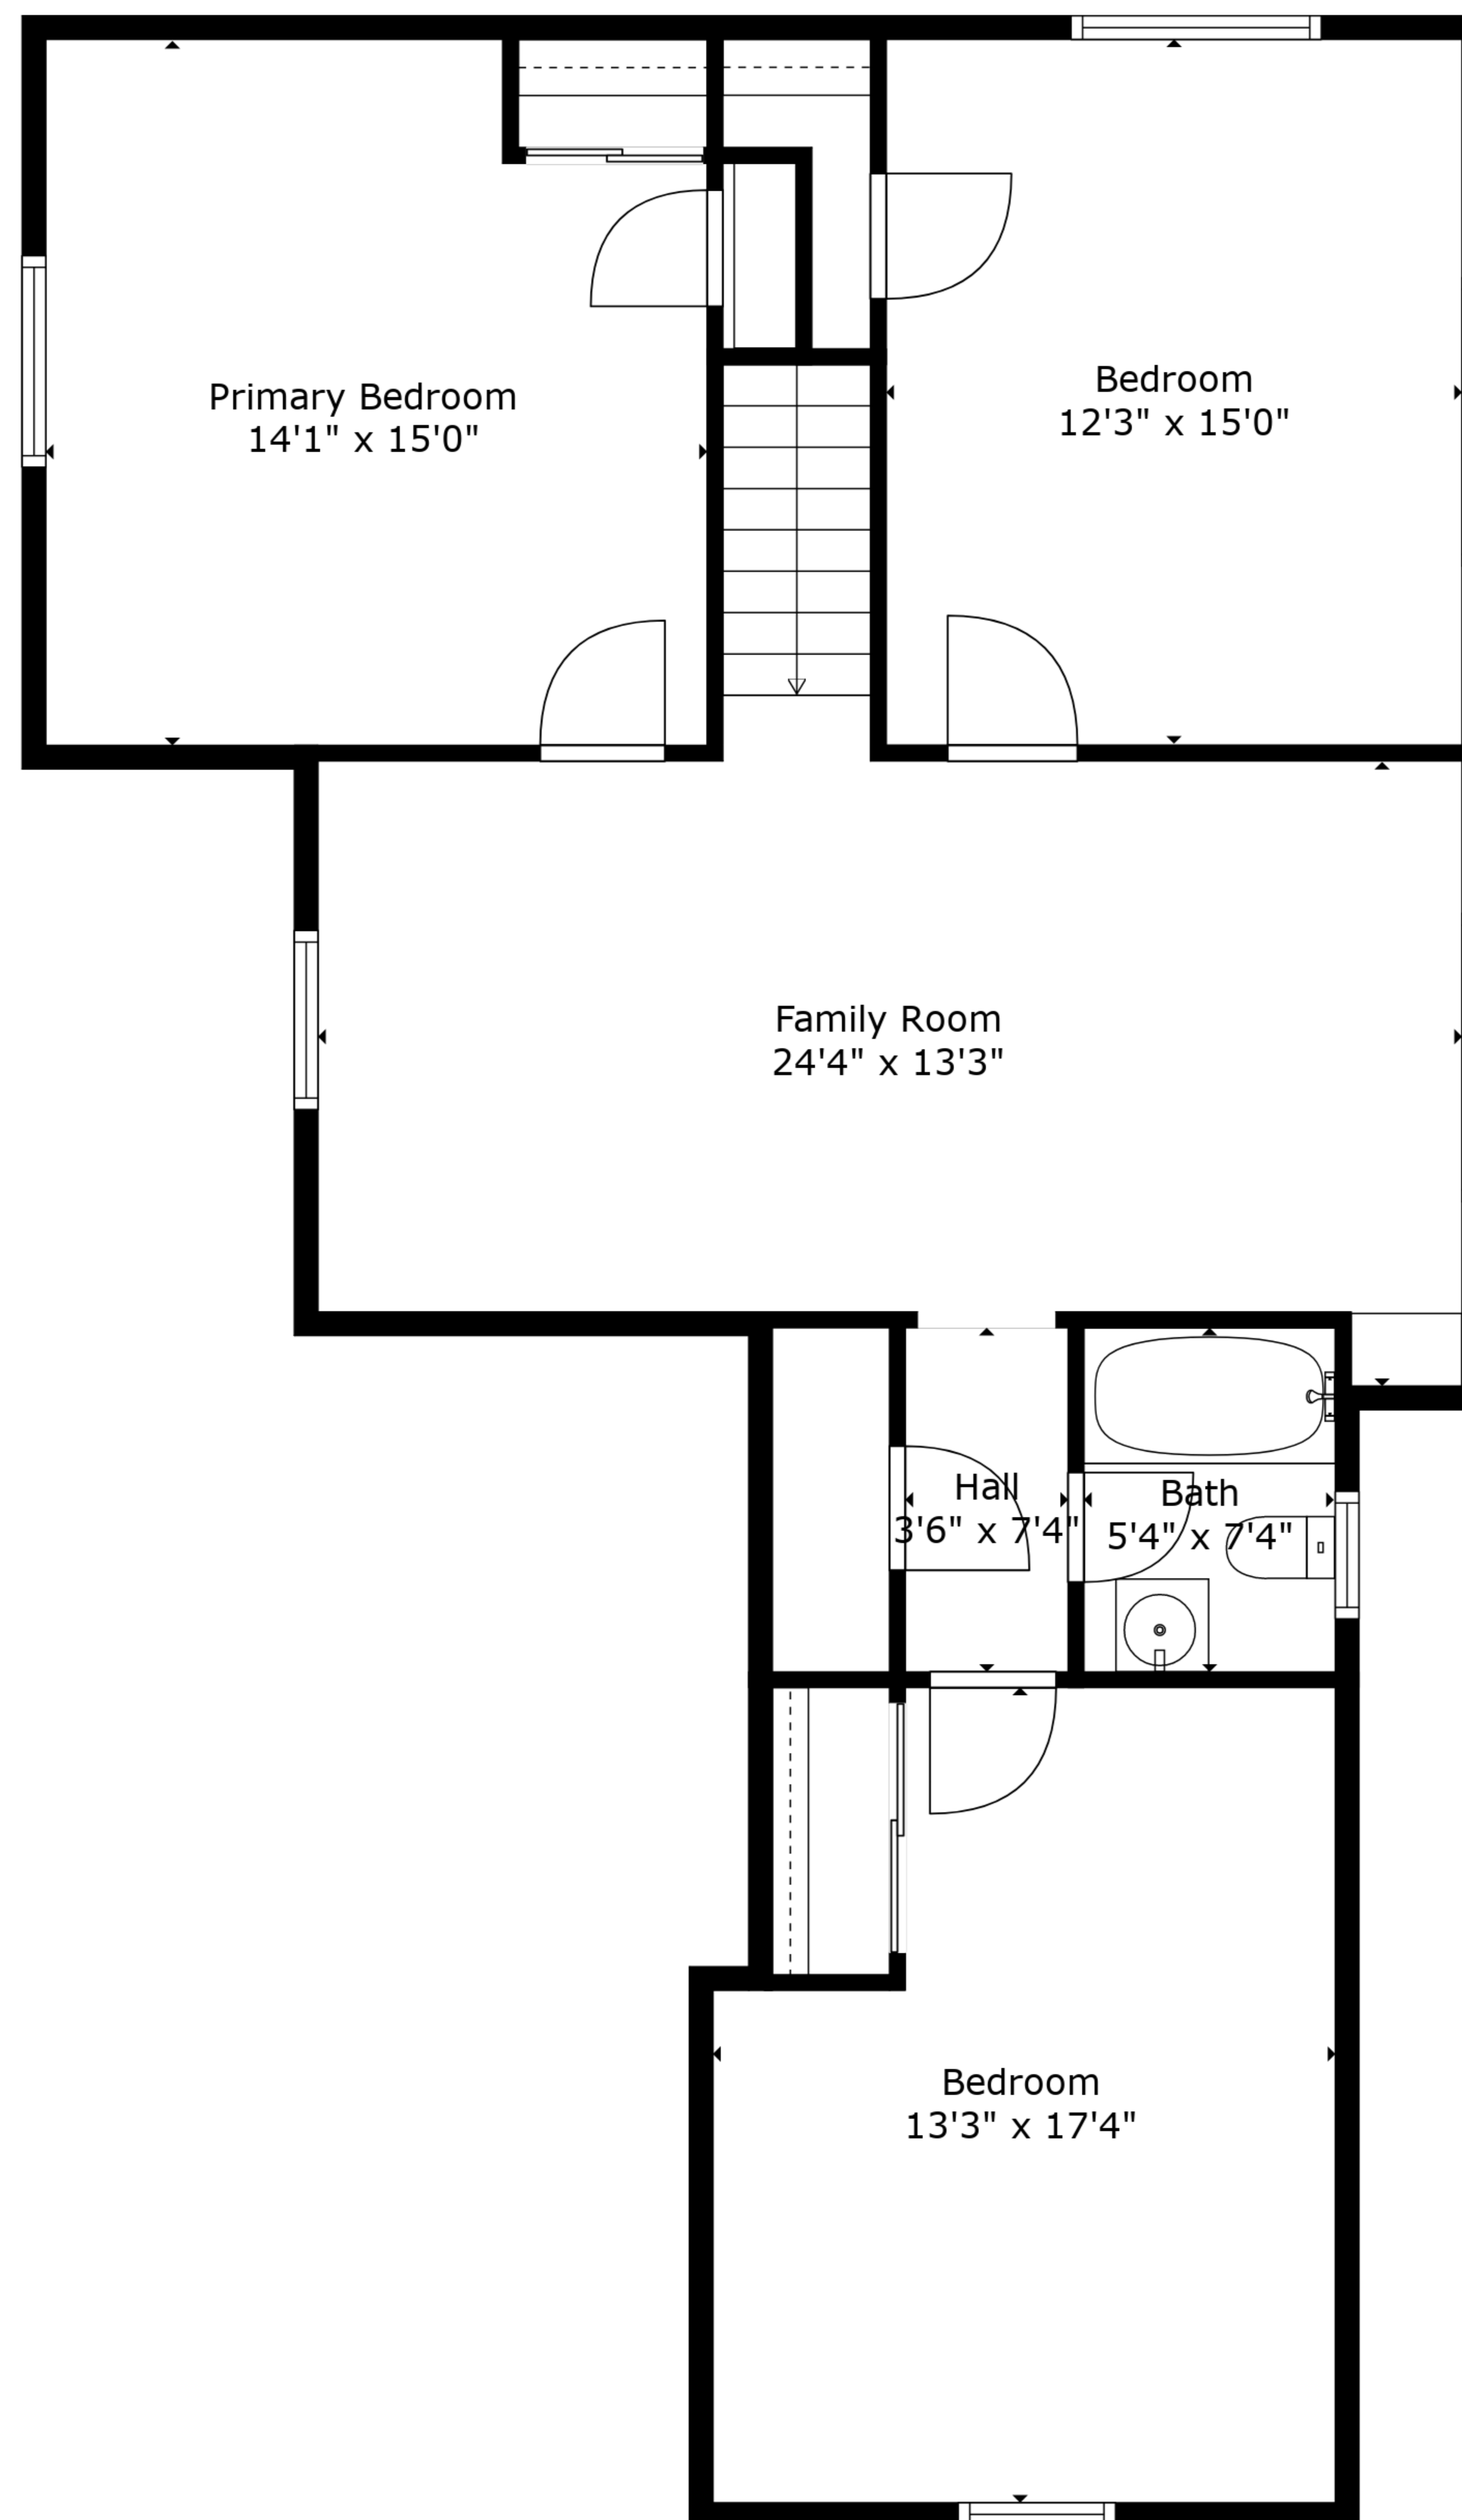 Primary Bedroom
14'1" x 15'0"
Bedroom
12'3" x 15'0"
Family Room
24'4" x 13'3"
Hall
3'6" x 7'4"
Bath
5'4" x 7'4"
Bedroom
13'3" x 17'4"